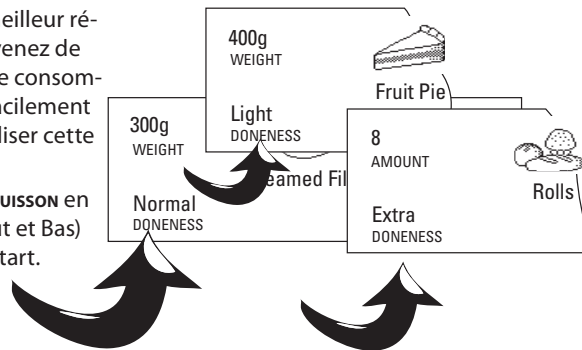 eilleur ré-
venez de
e consom-
acilement
liser cette
UISSON en
ut et Bas)
tart.
400g
WEIGHT
Fruit Pie
Light
DONENESS
300g
WEIGHT
eamed Fil
Normal
DONENESS
8
AMOUNT
Rolls
Extra
DONENESS